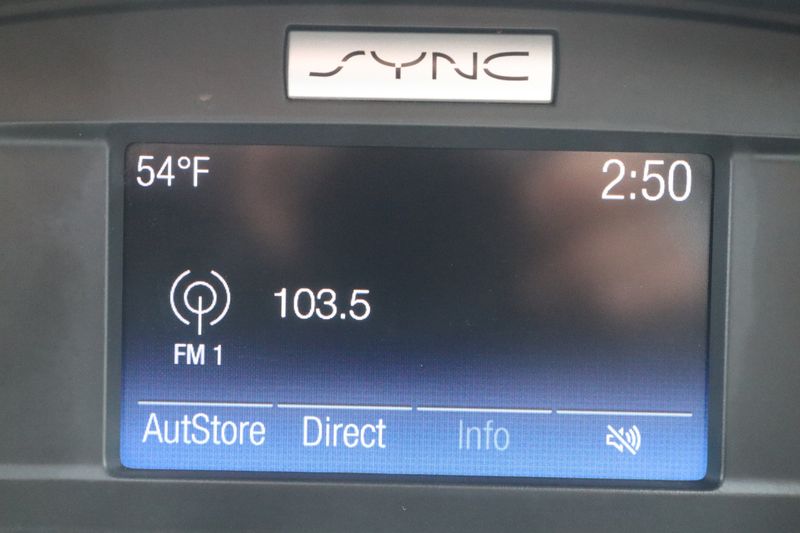 SYNC
54°F 2:50
103.5
FM 1
AutStore Direct Info